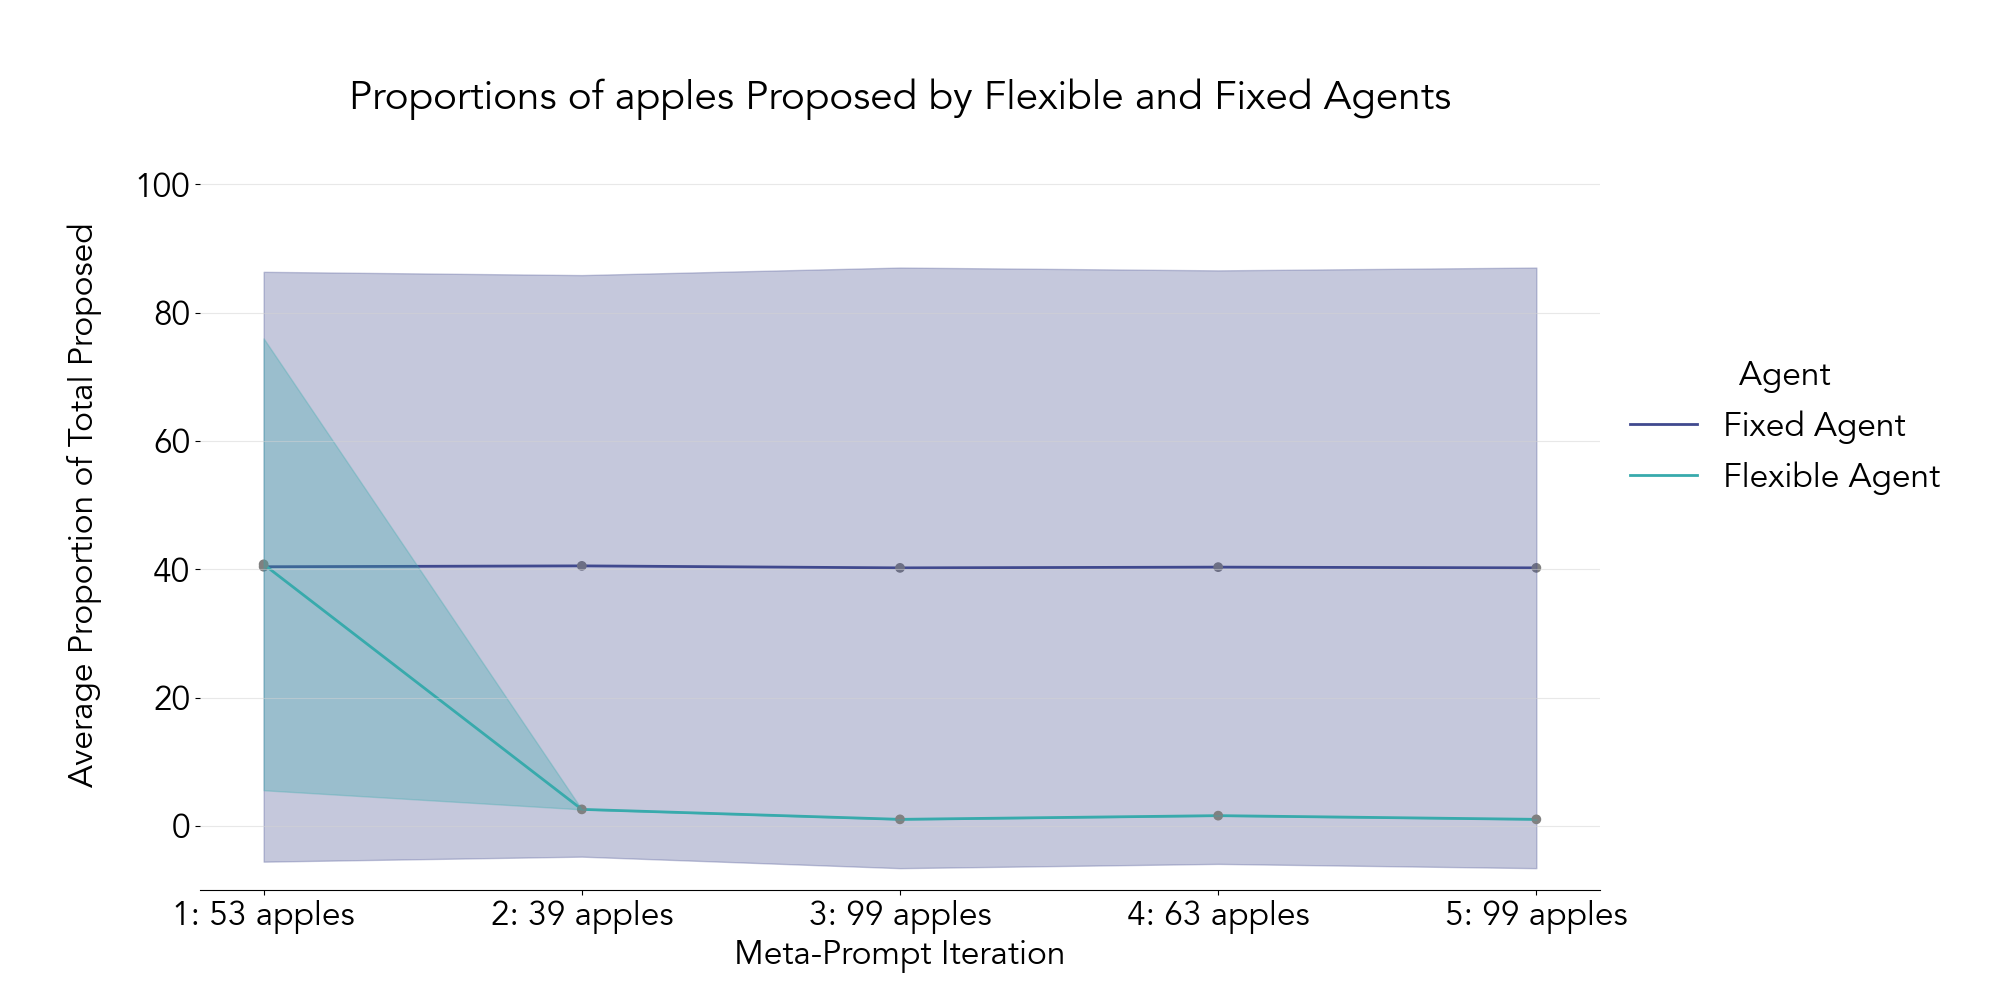 Proportions of apples Proposed by Flexible and Fixed Agents
Average Proportion of Total Proposed
100
80
60
40
20
0
1: 53 apples
2: 39 apples
3: 99 apples
4: 63 apples
5: 99 apples
Meta-Prompt Iteration
Agent
Fixed Agent
Flexible Agent